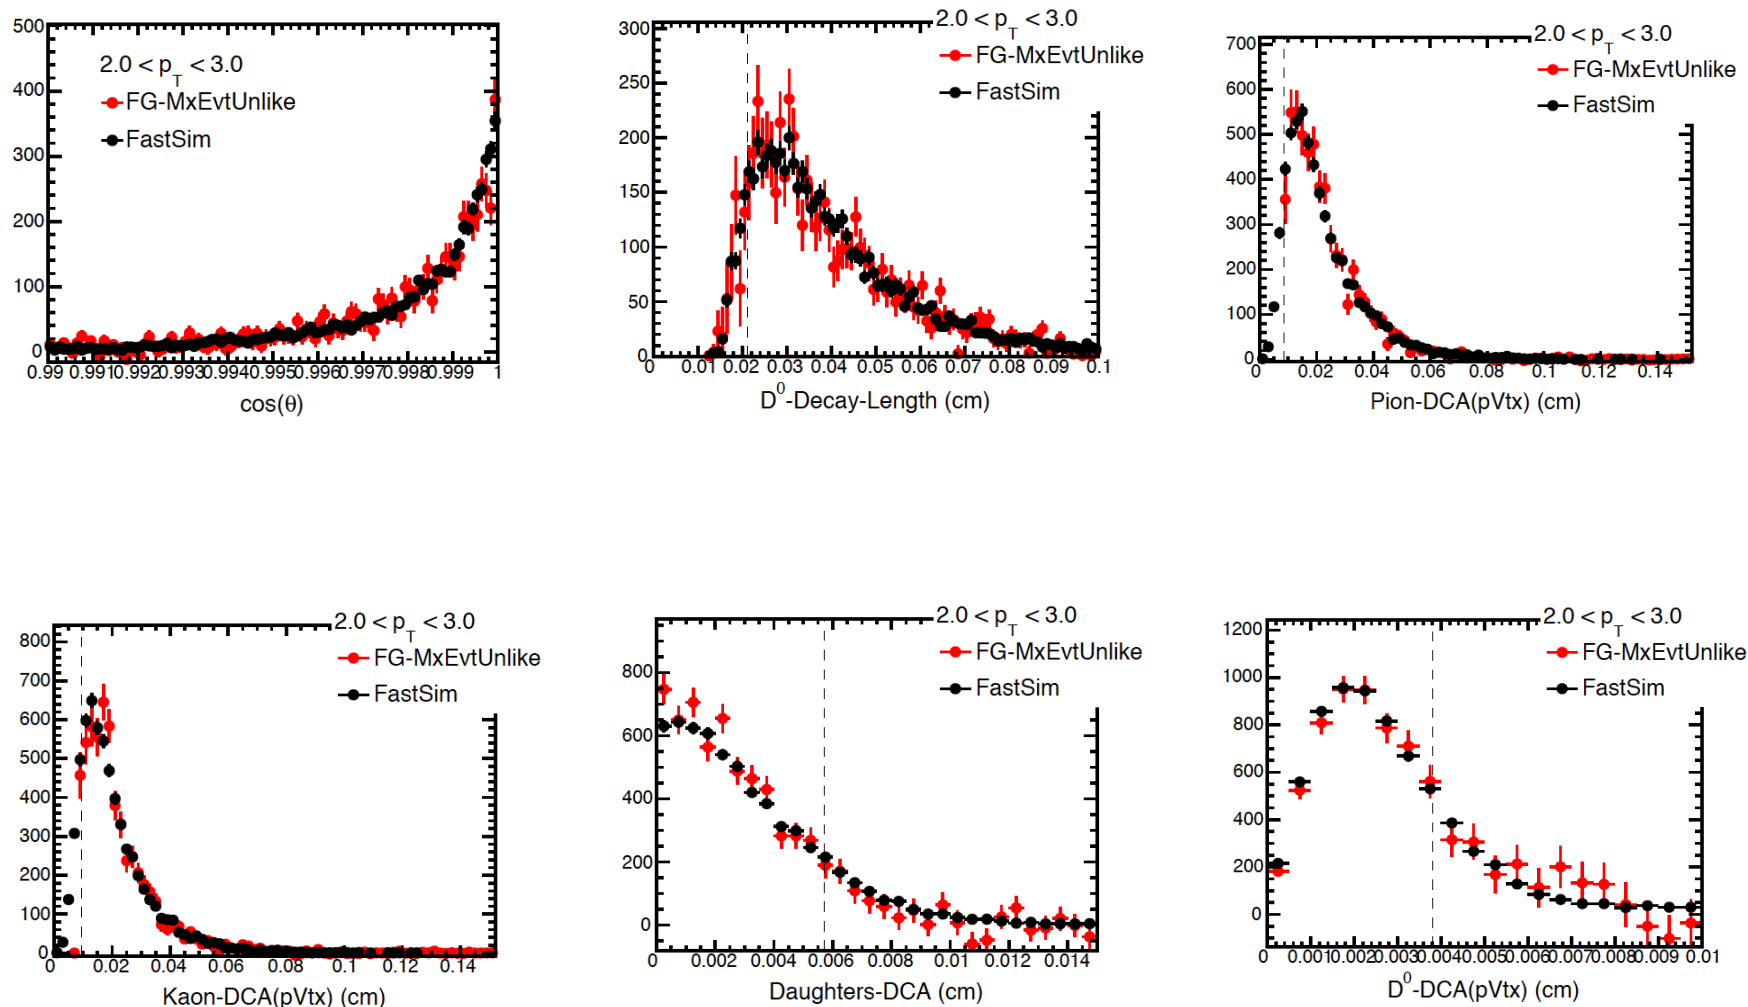 500
400
300
200
100
0
2.0 < pT < 3.0
FG-MxEvtUnlike
FastSim
0.99 0.991 0.992 0.993 0.994 0.995 0.996 0.997 0.998 0.999 1
cos(θ)
300
250
200
150
100
50
0
2.0 < pT < 3.0
FG-MxEvtUnlike
FastSim
0 0.01 0.02 0.03 0.04 0.05 0.06 0.07 0.08 0.09 0.1
D0-Decay-Length (cm)
700
600
500
400
300
200
100
0
2.0 < pT < 3.0
FG-MxEvtUnlike
FastSim
0 0.02 0.04 0.06 0.08 0.1 0.12 0.14
Pion-DCA(pVtx) (cm)
800
700
600
500
400
300
200
100
0
2.0 < pT < 3.0
FG-MxEvtUnlike
FastSim
0 0.02 0.04 0.06 0.08 0.1 0.12 0.14
Kaon-DCA(pVtx) (cm)
800
600
400
200
0
2.0 < pT < 3.0
FG-MxEvtUnlike
FastSim
0 0.002 0.004 0.006 0.008 0.01 0.012 0.014
Daughters-DCA (cm)
1200
1000
800
600
400
200
0
2.0 < pT < 3.0
FG-MxEvtUnlike
FastSim
0 0.001 0.002 0.003 0.004 0.005 0.006 0.007 0.008 0.009 0.01
D0-DCA(pVtx) (cm)